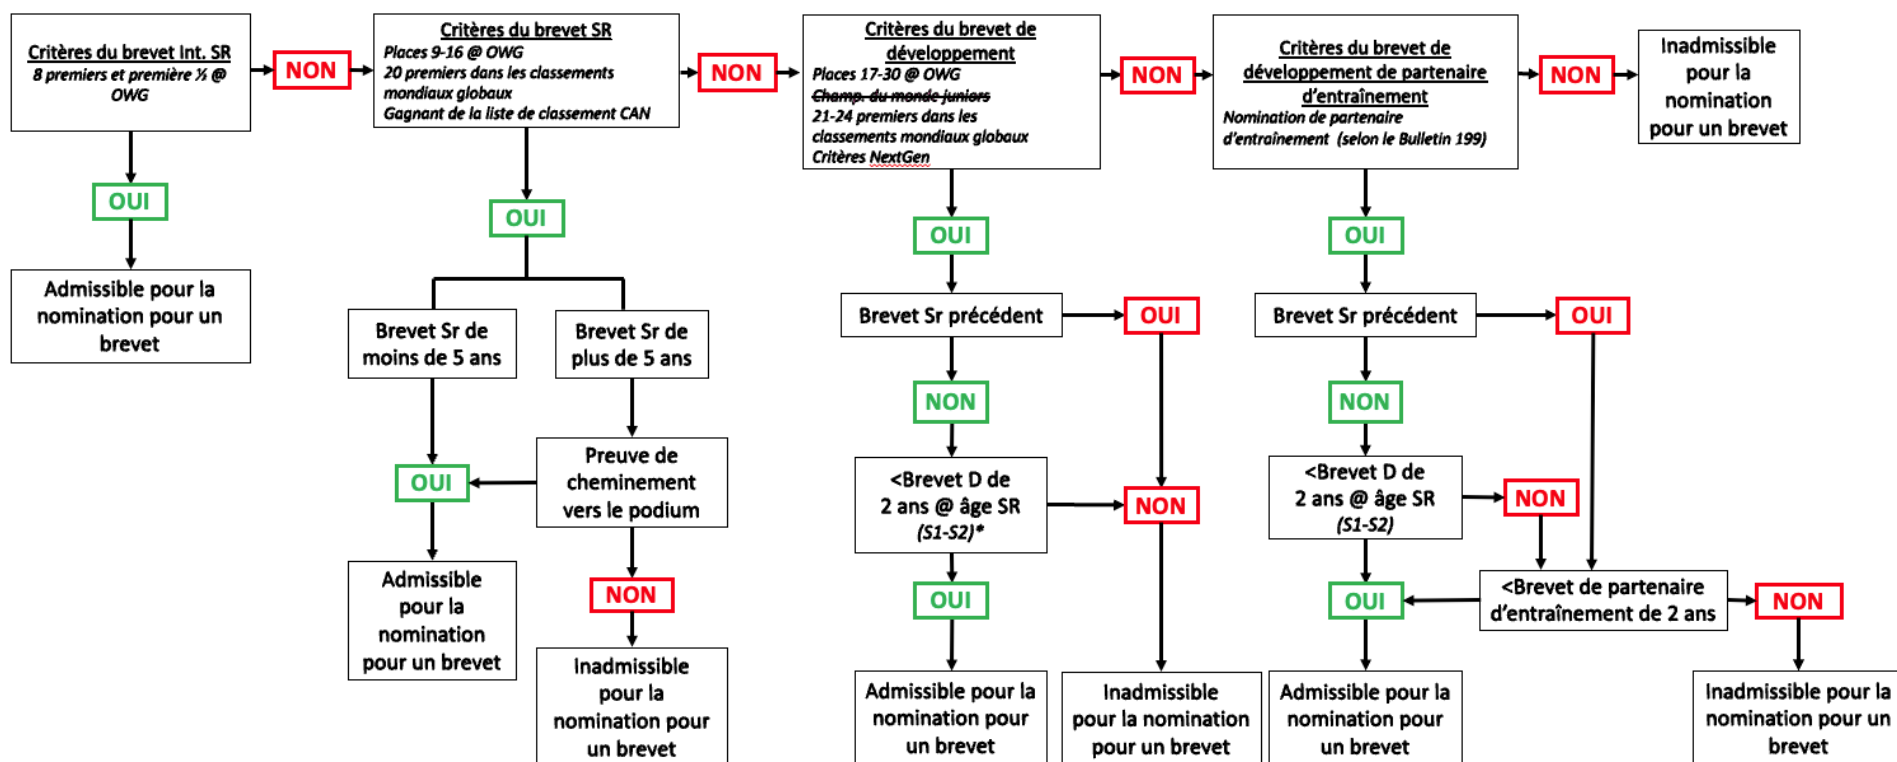 Critères du brevet Int. SR
8 premiers et première ⅓ @
OWG
NON
Critères du brevet SR
Places 9-16 @ OWG
20 premiers dans les classements
mondiaux globaux
Gagnant de la liste de classement CAN
NON
Critères du brevet de
développement
Places 17-30 @ OWG
Champ. du monde juniors
21-24 premiers dans les
classements mondiaux globaux
Critères NextGen
NON
Critères du brevet de
développement de partenaire
d'entraînement
Nomination de partenaire
d'entraînement (selon le Bulletin 199)
NON
Inadmissible
pour la
nomination
pour un brevet
OUI
Admissible pour la
nomination pour un
brevet
OUI
Brevet Sr de
moins de 5 ans
Brevet Sr de
plus de 5 ans
Preuve de
cheminement
vers le podium
OUI
Admissible
pour la
nomination
pour un brevet
NON
Inadmissible
pour la
nomination pour
un brevet
OUI
Brevet Sr précédent
OUI
NON
<Brevet D de
2 ans @ âge SR
(S1-S2)*
NON
OUI
Admissible pour la
nomination pour
un brevet
Inadmissible
pour la nomination
pour un brevet
OUI
Brevet Sr précédent
OUI
NON
<Brevet D de
2 ans @ âge SR
(S1-S2)
NON
<Brevet de partenaire
d'entraînement de 2 ans
OUI
NON
Admissible pour la
nomination pour
un brevet
Inadmissible pour la
nomination pour un
brevet